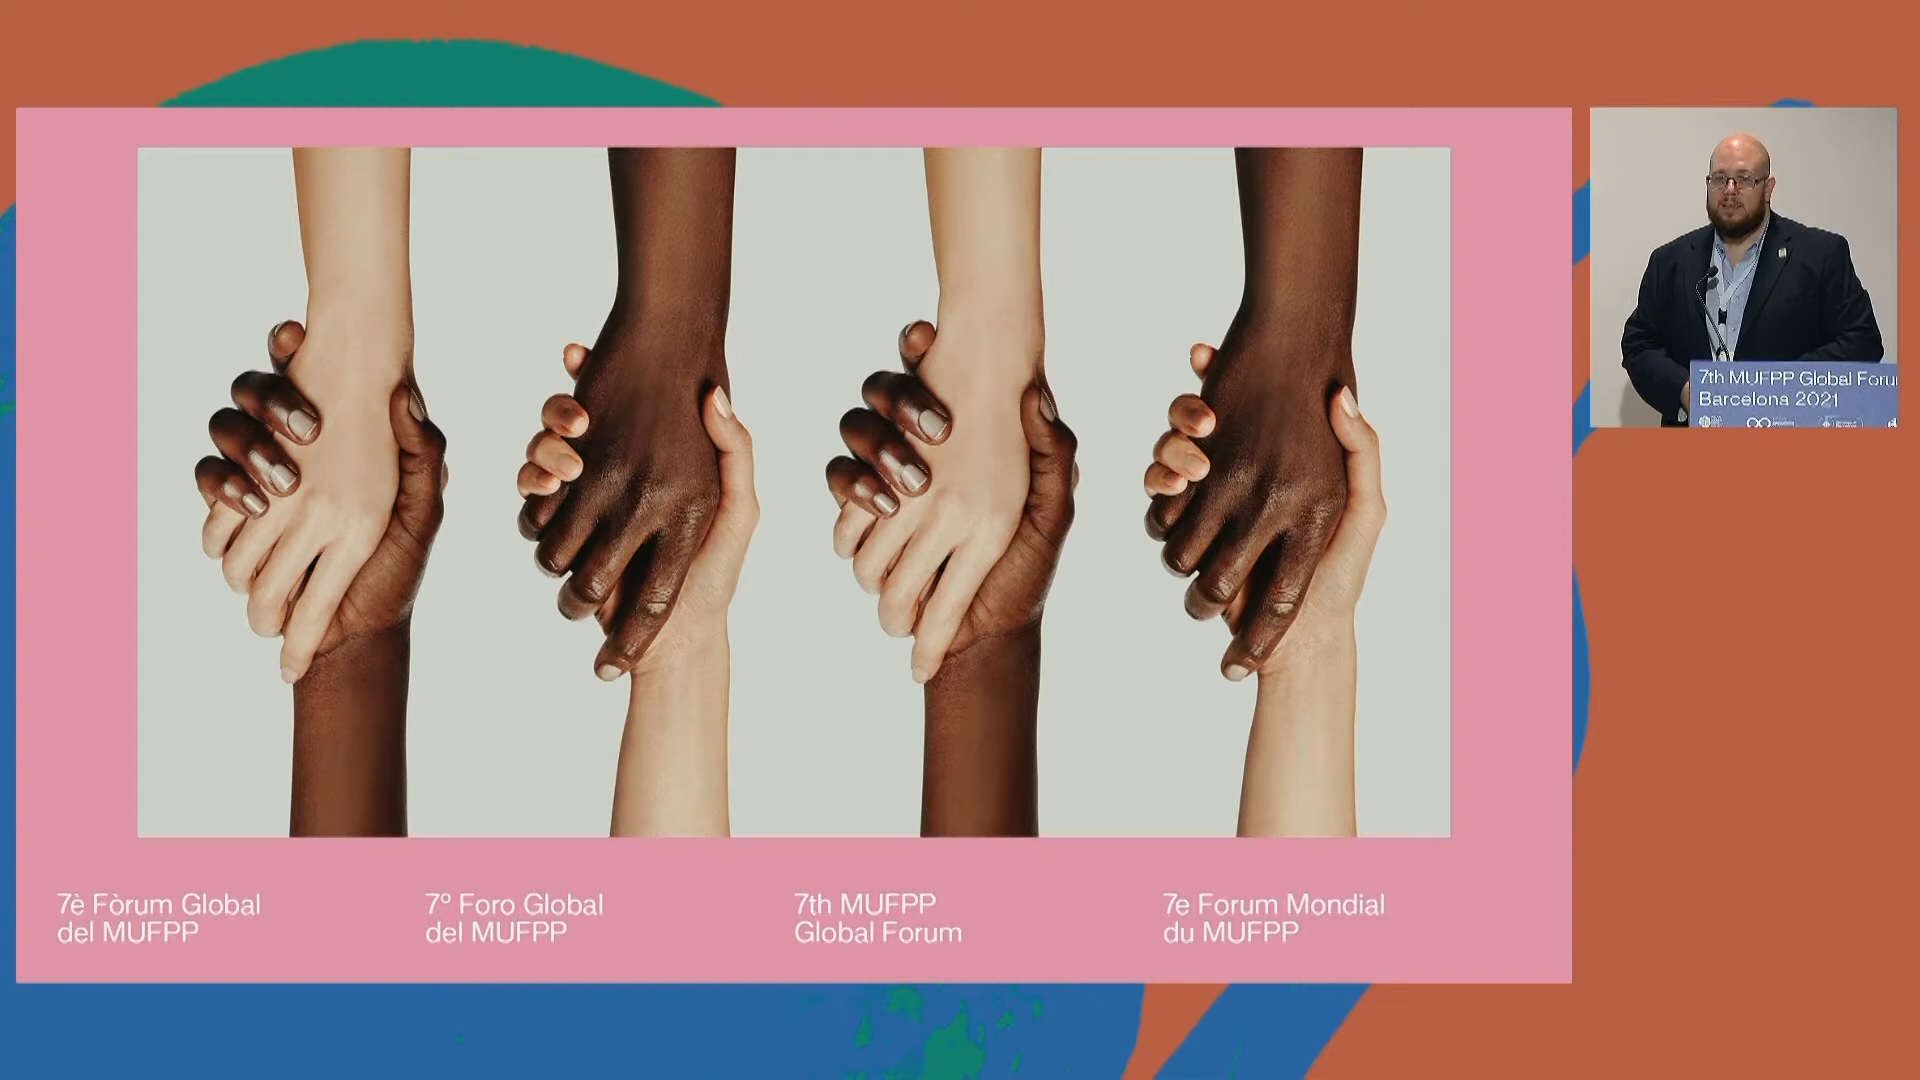 7è Fòrum Global
del MUFPP
7º Foro Global
del MUFPP
7th MUFPP
Global Forum
7e Forum Mondial
du MUFPP
7th MUFPP Global Foru
Barcelona 2021